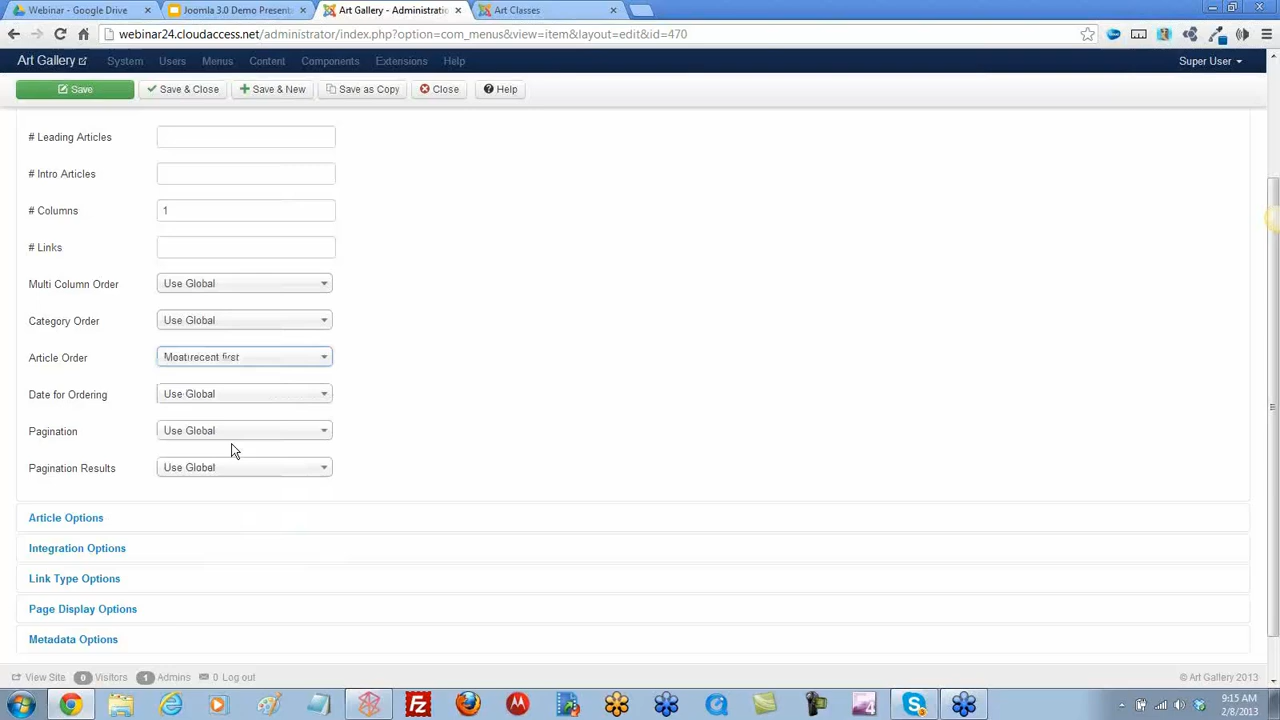 Webinar - Google Drive
Joomla 3.0 Demo Present
Art Gallery - Administratio
Art Classes
webinar24.cloudaccess.net/administrator/index.php?option=com_menus&view=item&layout=edit&id=470
Art Gallery System Users Menus Content Components Extensions Help Super User
Save Save & Close Save & New Save as Copy Close Help
# Leading Articles
# Intro Articles
# Columns 1
# Links
Multi Column Order Use Global
Category Order Use Global
Article Order Most recent first
Date for Ordering Use Global
Pagination Use Global
Pagination Results Use Global
Article Options
Integration Options
Link Type Options
Page Display Options
Metadata Options
View Site 0 Visitors 1 Admins 0 Log out © Art Gallery 2013
9:15 AM
2/8/2013